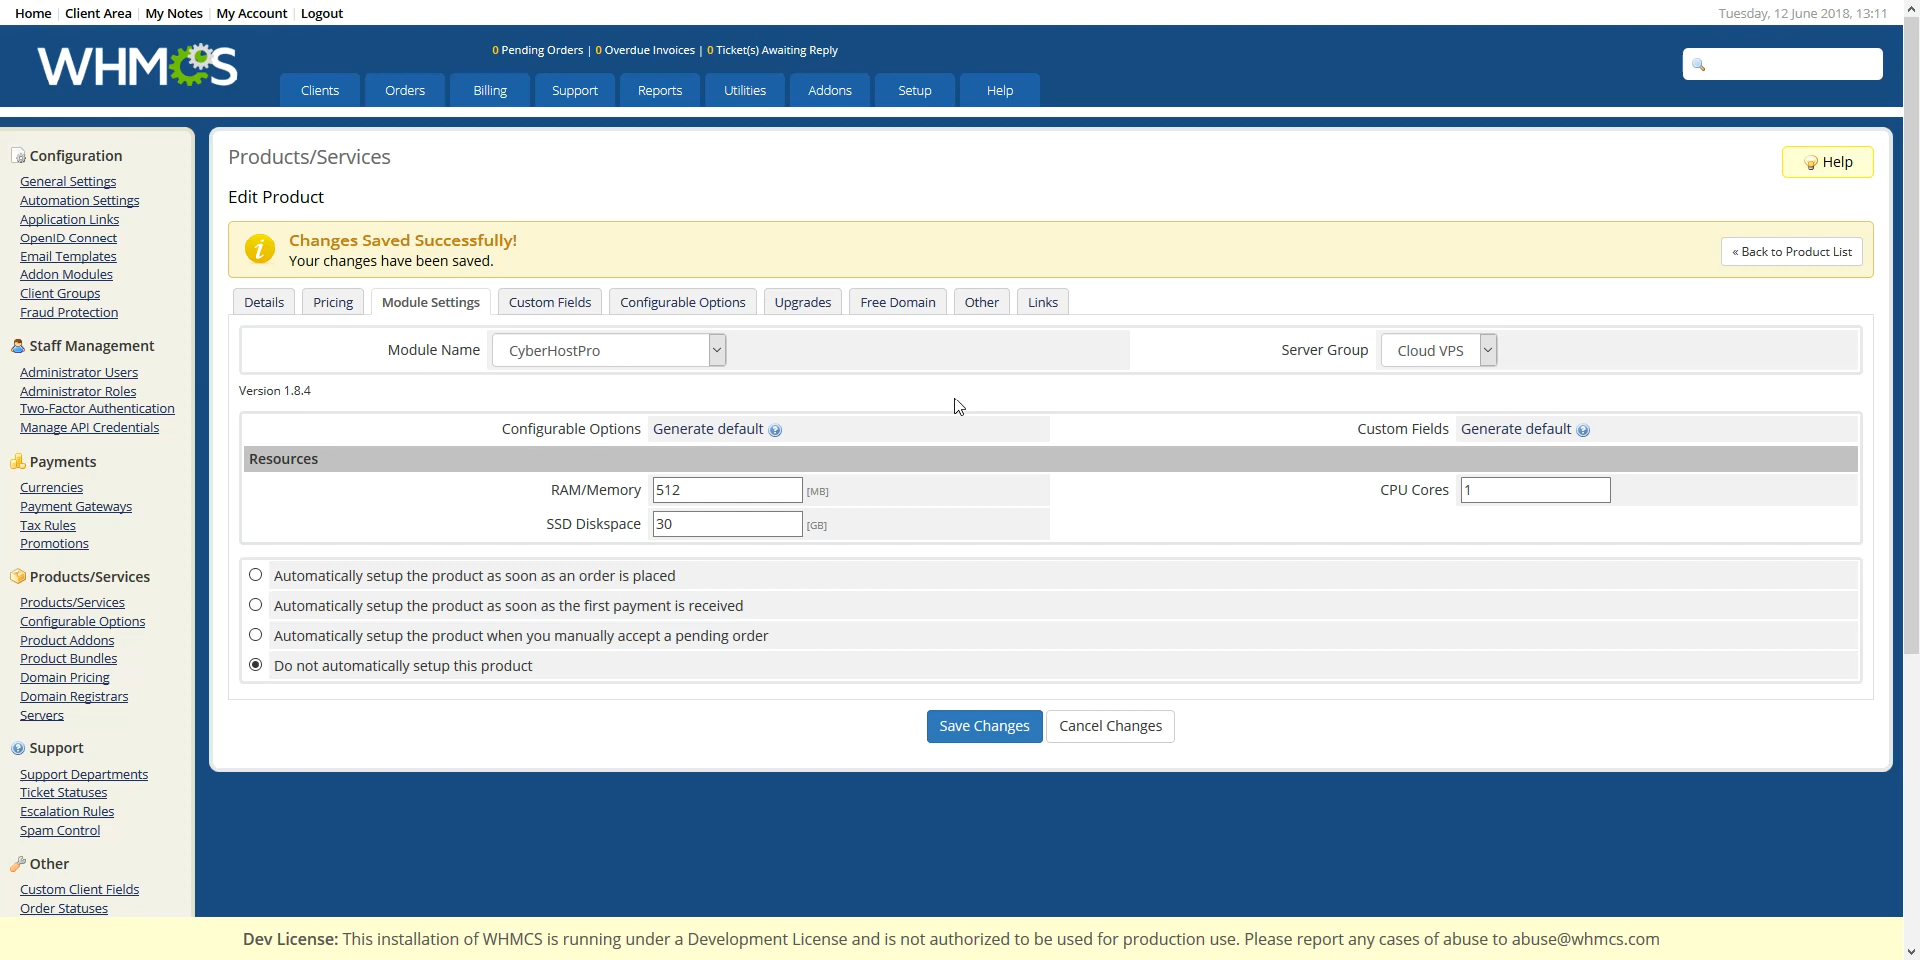 Home Client Area My Notes My Account Logout
Tuesday, 12 June 2018, 13:11
WHMCS
0 Pending Orders | 0 Overdue Invoices | 0 Ticket(s) Awaiting Reply
Clients Orders Billing Support Reports Utilities Addons Setup Help
Configuration
General Settings
Automation Settings
Application Links
OpenID Connect
Email Templates
Addon Modules
Client Groups
Fraud Protection
Staff Management
Administrator Users
Administrator Roles
Two-Factor Authentication
Manage API Credentials
Payments
Currencies
Payment Gateways
Tax Rules
Promotions
Products/Services
Products/Services
Configurable Options
Product Addons
Product Bundles
Domain Pricing
Domain Registrars
Servers
Support
Support Departments
Ticket Statuses
Escalation Rules
Spam Control
Other
Custom Client Fields
Order Statuses
Products/Services
Help
Edit Product
Changes Saved Successfully!
Your changes have been saved.
« Back to Product List
Details Pricing Module Settings Custom Fields Configurable Options Upgrades Free Domain Other Links
Module Name CyberHostPro Server Group Cloud VPS
Version 1.8.4
Configurable Options Generate default Custom Fields Generate default
Resources
RAM/Memory 512 [MB] CPU Cores 1
SSD Diskspace 30 [GB]
Automatically setup the product as soon as an order is placed
Automatically setup the product as soon as the first payment is received
Automatically setup the product when you manually accept a pending order
Do not automatically setup this product
Save Changes Cancel Changes
Dev License: This installation of WHMCS is running under a Development License and is not authorized to be used for production use. Please report any cases of abuse to abuse@whmcs.com